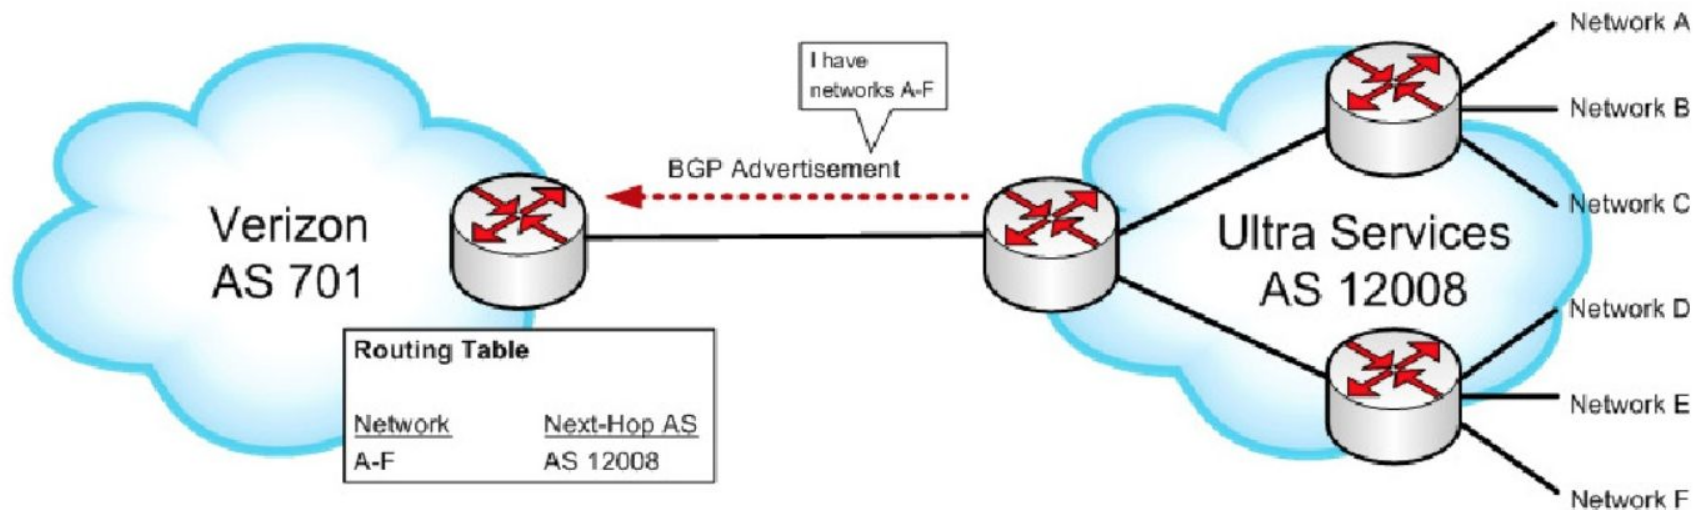 I have
networks A-F
BGP Advertisement
Verizon
AS 701
Routing Table
Network Next-Hop AS
A-F AS 12008
Ultra Services
AS 12008
Network A
Network B
Network C
Network D
Network E
Network F